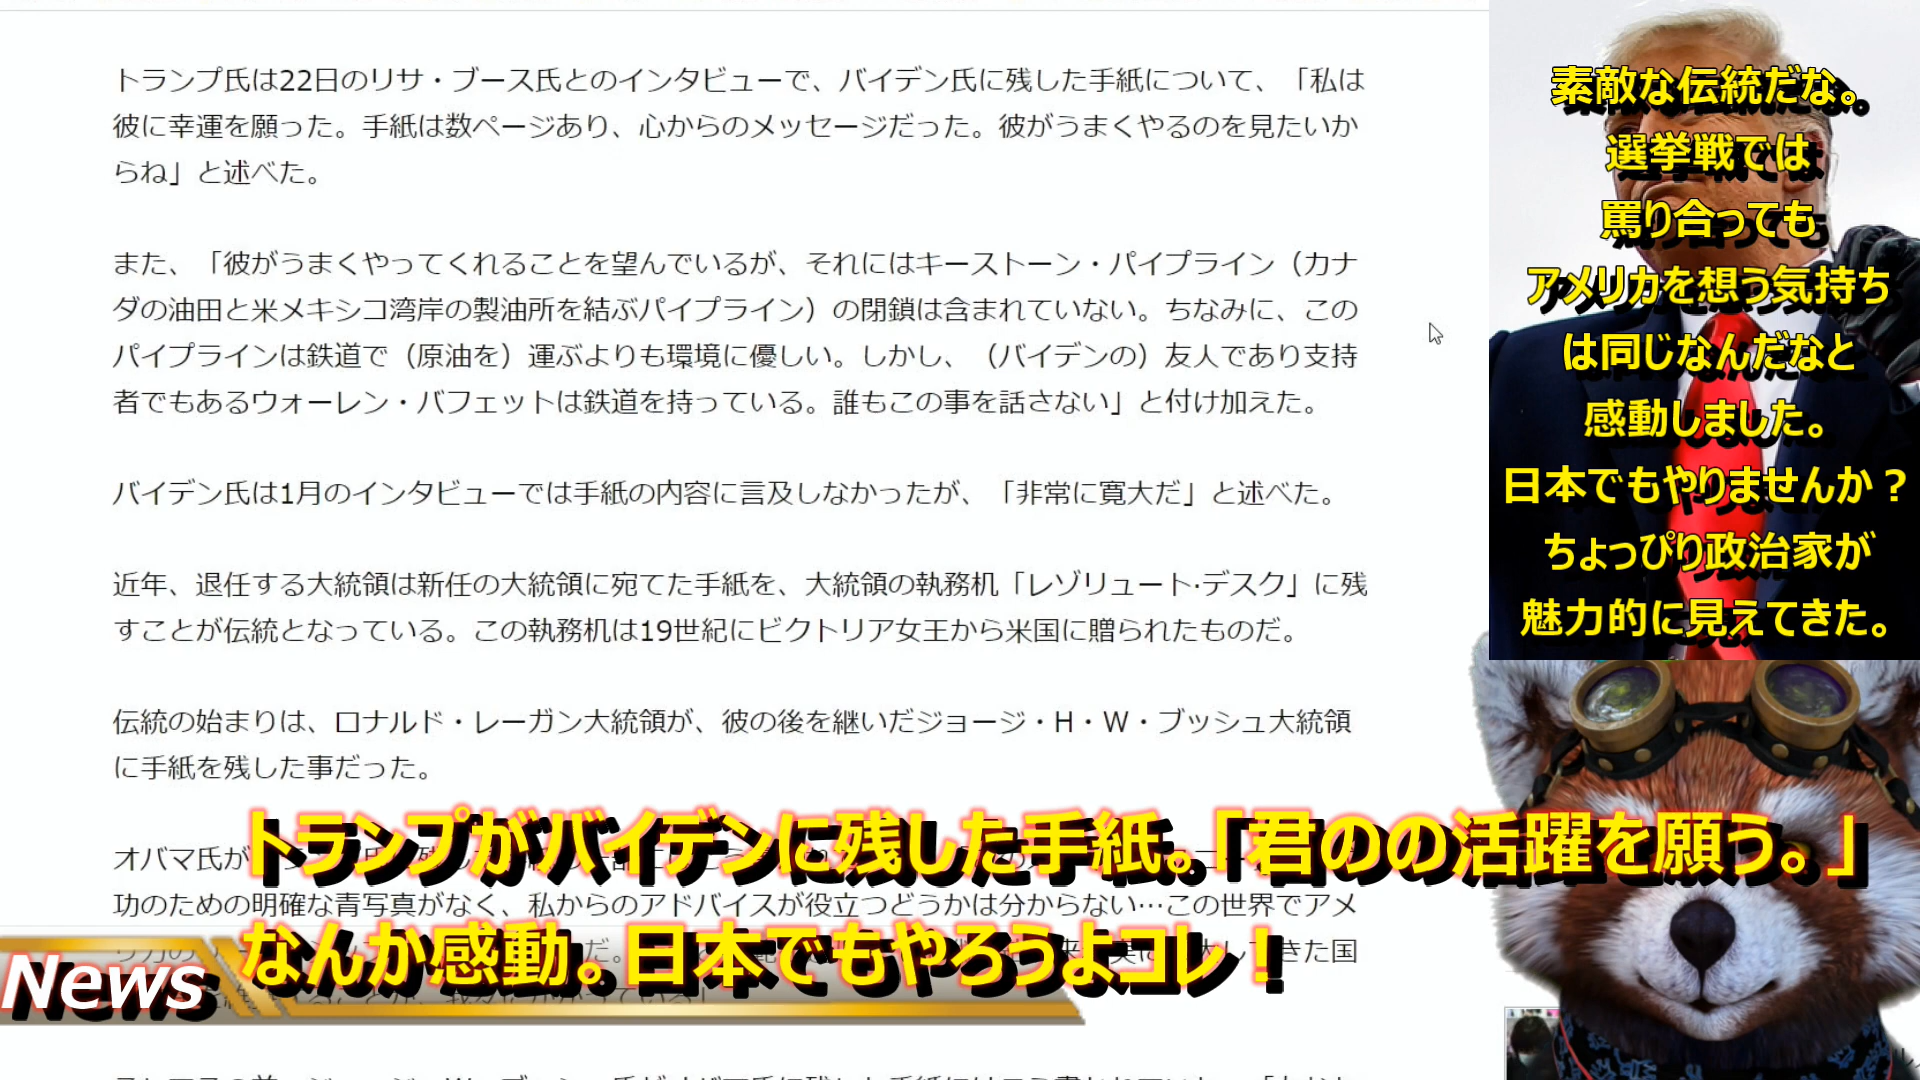 トランプ氏は22日のリサ・ブース氏とのインタビューで、バイデン氏に残した手紙について、「私は
彼に幸運を願った。手紙は数ページあり、心からのメッセージだった。彼がうまくやるのを見たいか
らね」と述べた。
また、「彼がうまくやってくれることを望んでいるが、それにはキーストーン・パイプライン（カナ
ダの油田と米メキシコ湾岸の製油所を結ぶパイプライン）の閉鎖は含まれていない。ちなみに、この
パイプラインは鉄道で（原油を）運ぶよりも環境に優しい。しかし、（バイデンの）友人であり支持
者でもあるウォーレン・バフェットは鉄道を持っている。誰もこの事を話さない」と付け加えた。
バイデン氏は1月のインタビューでは手紙の内容に言及しなかったが、「非常に寛大だ」と述べた。
近年、退任する大統領は新任の大統領に宛てた手紙を、大統領の執務机「レゾリュート·デスク」に残
すことが伝統となっている。この執務机は19世紀にビクトリア女王から米国に贈られたものだ。
伝統の始まりは、ロナルド・レーガン大統領が、彼の後を継いだジョージ・H・W・ブッシュ大統領
に手紙を残した事だった。
オバマ氏が
功のための明確な青写真がなく、私からのアドバイスが役立つどうかは分からない…この世界でアメ
きた国
素敵な伝統だな。
選挙戦では
罵り合っても
アメリカを想う気持ち
は同じなんだなと
感動しました。
日本でもやりませんか？
ちょっぴり政治家が
魅力的に見えてきた。
トランプがバイデンに残した手紙。「君のの活躍を願う。」
なんか感動。日本でもやろうよコレ！
News